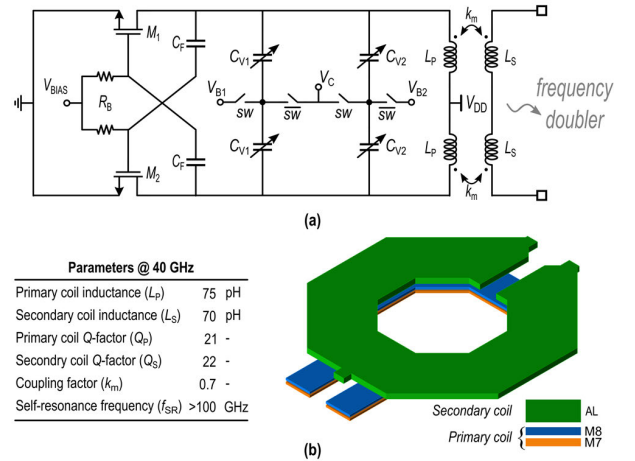 (a)
M1
CF
VBIAS
RB
M2
CF
CV1
CV1
VB1
SW
SW
VC
SW
SW
CV2
CV2
VB2
km
LP
LS
VDD
LP
LS
km
frequency
doubler
Parameters @ 40 GHz
Primary coil inductance (LP) 75 pH
Secondary coil inductance (LS) 70 pH
Primary coil Q-factor (QP) 21 -
Secondry coil Q-factor (QS) 22 -
Coupling factor (km) 0.7 -
Self-resonance frequency (fSR) >100 GHz
Secondary coil AL
Primary coil { M8
M7
(b)